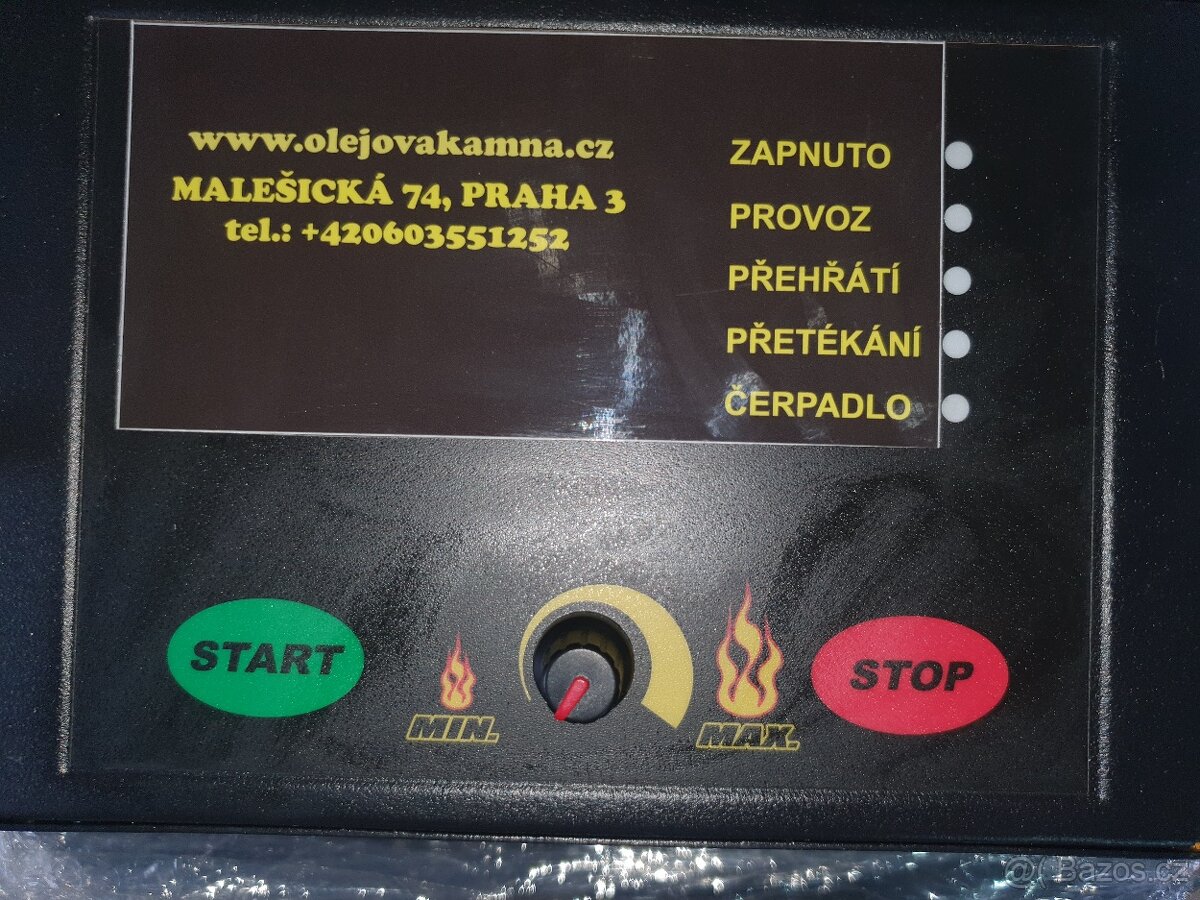 www.olejovakamna.cz
MALEŠICKÁ 74, PRAHA 3
tel.: +420603551252
ZAPNUTO
PROVOZ
PŘEHŘÁTÍ
PŘETÉKÁNÍ
ČERPADLO
START
MIN.
MAX.
STOP
@( Bazos.cz